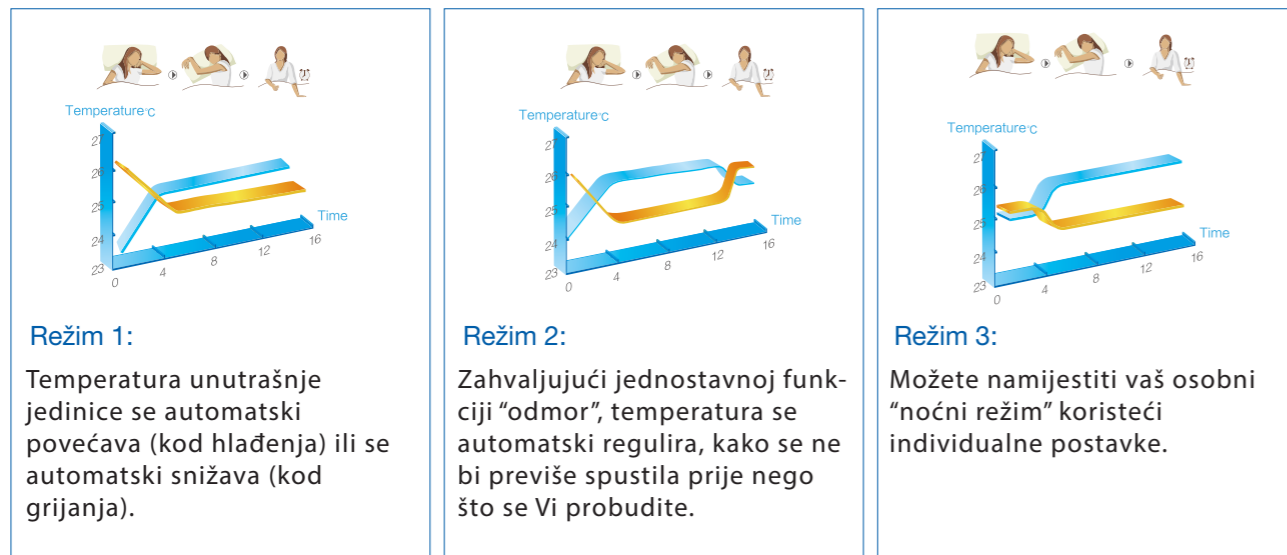 Temperature°C
27
26
25
24
23
0
4
8
12
16
Time
Režim 1:
Temperatura unutrašnje
jedinice se automatski
povećava (kod hlađenja) ili se
automatski snižava (kod
grijanja).
Temperature°C
27
26
25
24
23
0
4
8
12
16
Time
Režim 2:
Zahvaljujući jednostavnoj funk-
ciji “odmor”, temperatura se
automatski regulira, kako se ne
bi previše spustila prije nego
što se Vi probudite.
Temperature°C
27
26
25
24
23
0
4
8
12
16
Time
Režim 3:
Možete namijestiti vaš osobni
“noćni režim” koristeći
individualne postavke.